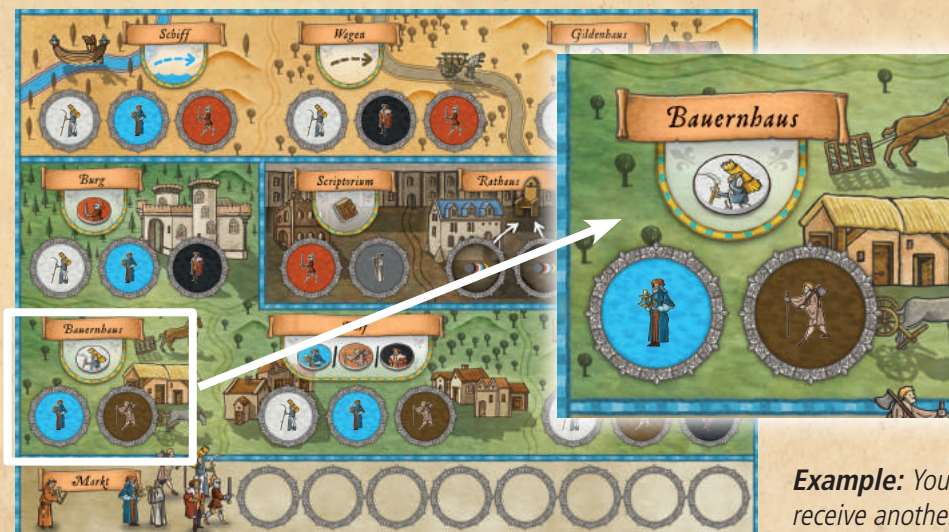 Schiff
Wagen
Gildenhaus
Bauernhaus
Burg
Scriptorium
Rathaus
Bauernhaus
Markt
Example: You
receive anothe